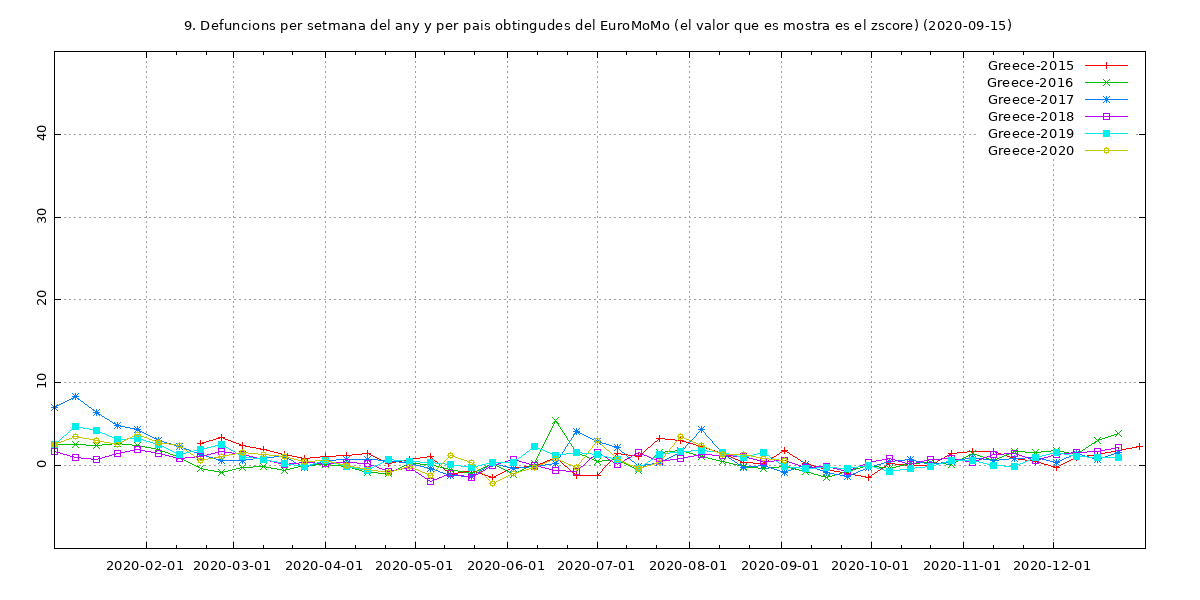 9. Defuncions per setmana del any y per pais obtingudes del EuroMoMo (el valor que es mostra es el zscore) (2020-09-15)
Greece-2015
Greece-2016
Greece-2017
Greece-2018
Greece-2019
Greece-2020
40
30
20
10
0
2020-02-01 2020-03-01 2020-04-01 2020-05-01 2020-06-01 2020-07-01 2020-08-01 2020-09-01 2020-10-01 2020-11-01 2020-12-01